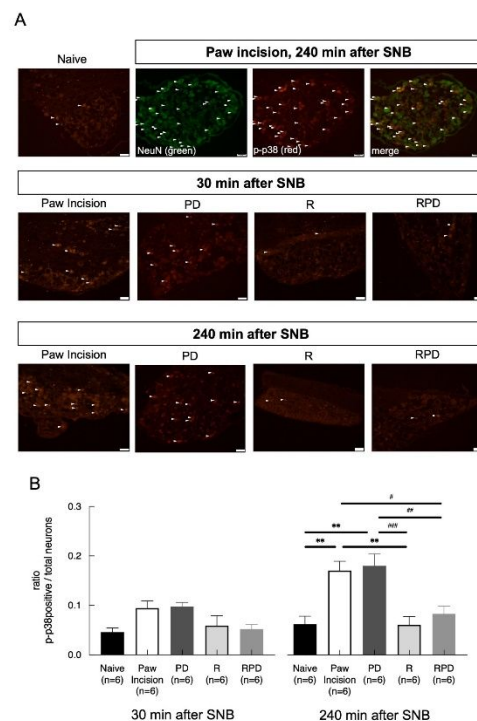 A
Paw incision, 240 min after SNB
Naive
NeuN (green)
p-p38 (red)
merge
30 min after SNB
Paw Incision
PD
R
RPD
240 min after SNB
Paw Incision
PD
R
RPD
B
ratio
p-p38positive / total neurons
0.3
0.2
0.1
0.0
#
##
**
###
**
**
Naive
(n=6)
Paw
Incision
(n=6)
PD
(n=6)
R
(n=6)
RPD
(n=6)
Naive
(n=6)
Paw
Incision
(n=6)
PD
(n=6)
R
(n=6)
RPD
(n=6)
30 min after SNB
240 min after SNB